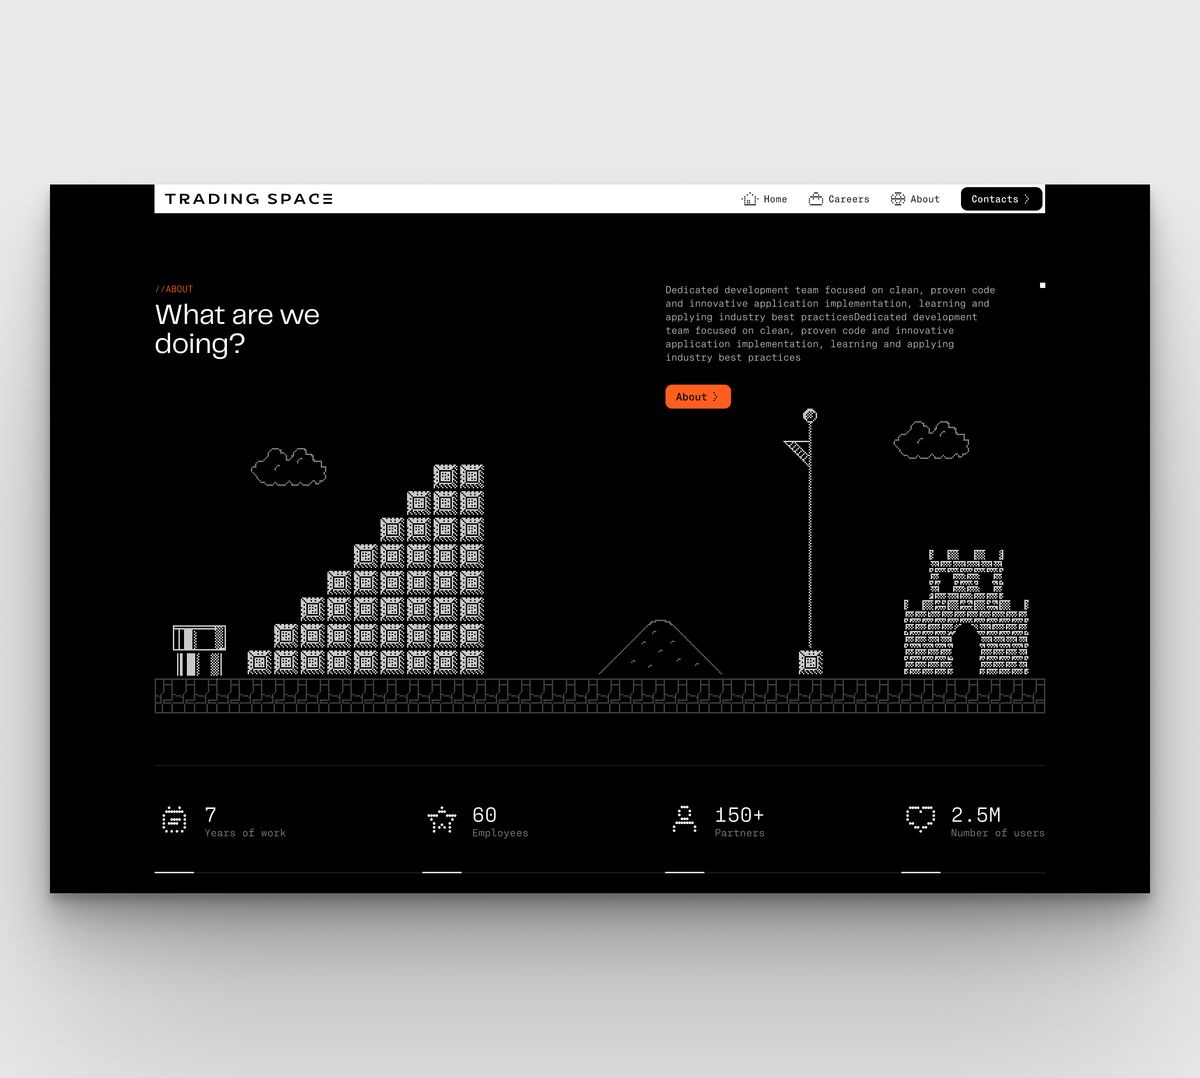 TRADING SPACE
Home
Careers
About
Contacts
//ABOUT
What are we
doing?
Dedicated development team focused on clean, proven code
and innovative application implementation, learning and
applying industry best practicesDedicated development
team focused on clean, proven code and innovative
application implementation, learning and applying
industry best practices
About
7
Years of work
60
Employees
150+
Partners
2.5M
Number of users